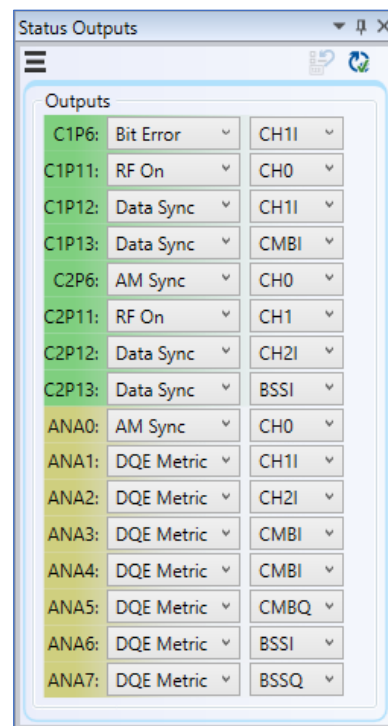 Status Outputs
Outputs
C1P6: Bit Error CH1I
C1P11: RF On CH0
C1P12: Data Sync CH1I
C1P13: Data Sync CMBI
C2P6: AM Sync CH0
C2P11: RF On CH1
C2P12: Data Sync CH2I
C2P13: Data Sync BSSI
ANA0: AM Sync CH0
ANA1: DQE Metric CH1I
ANA2: DQE Metric CH2I
ANA3: DQE Metric CMBI
ANA4: DQE Metric CMBI
ANA5: DQE Metric CMBQ
ANA6: DQE Metric BSSI
ANA7: DQE Metric BSSQ